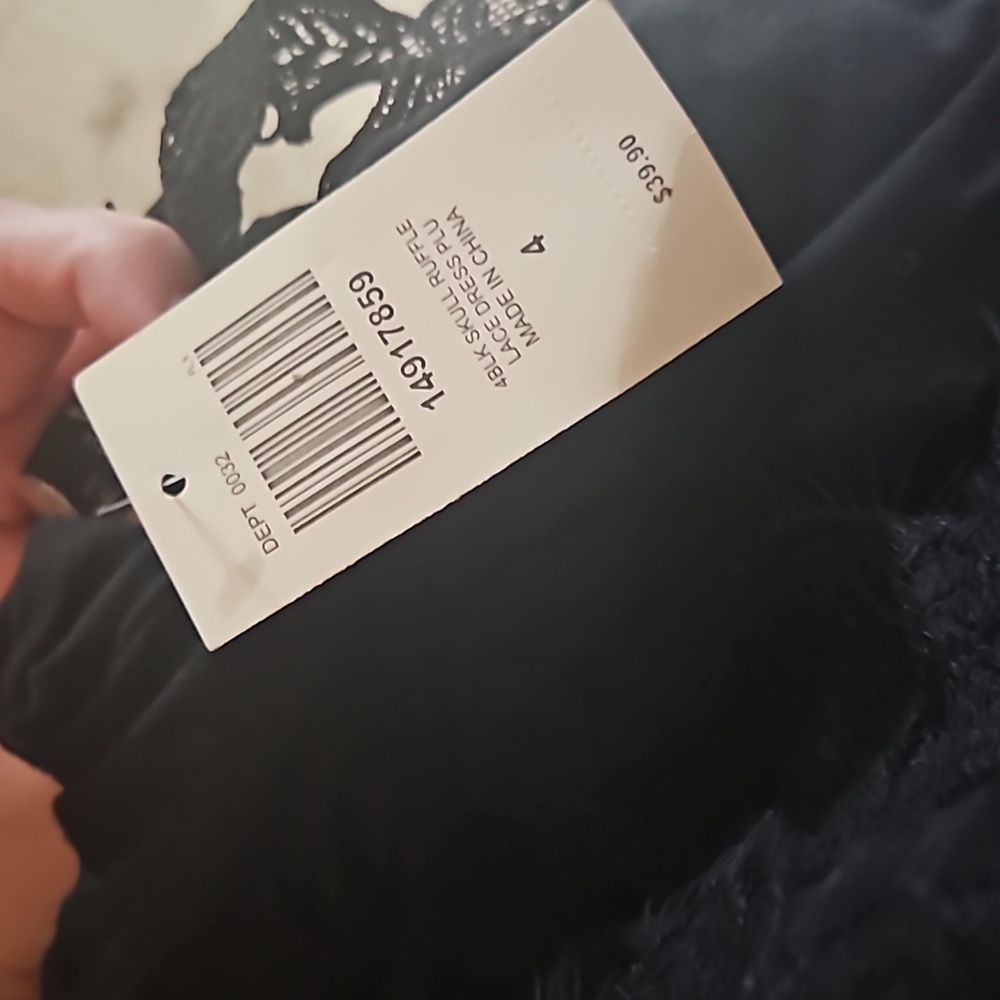 DEPT 0032
14917859
4BLK SKULL RUFFLE
LACE DRESS PLU
MADE IN CHINA
4
$39.90